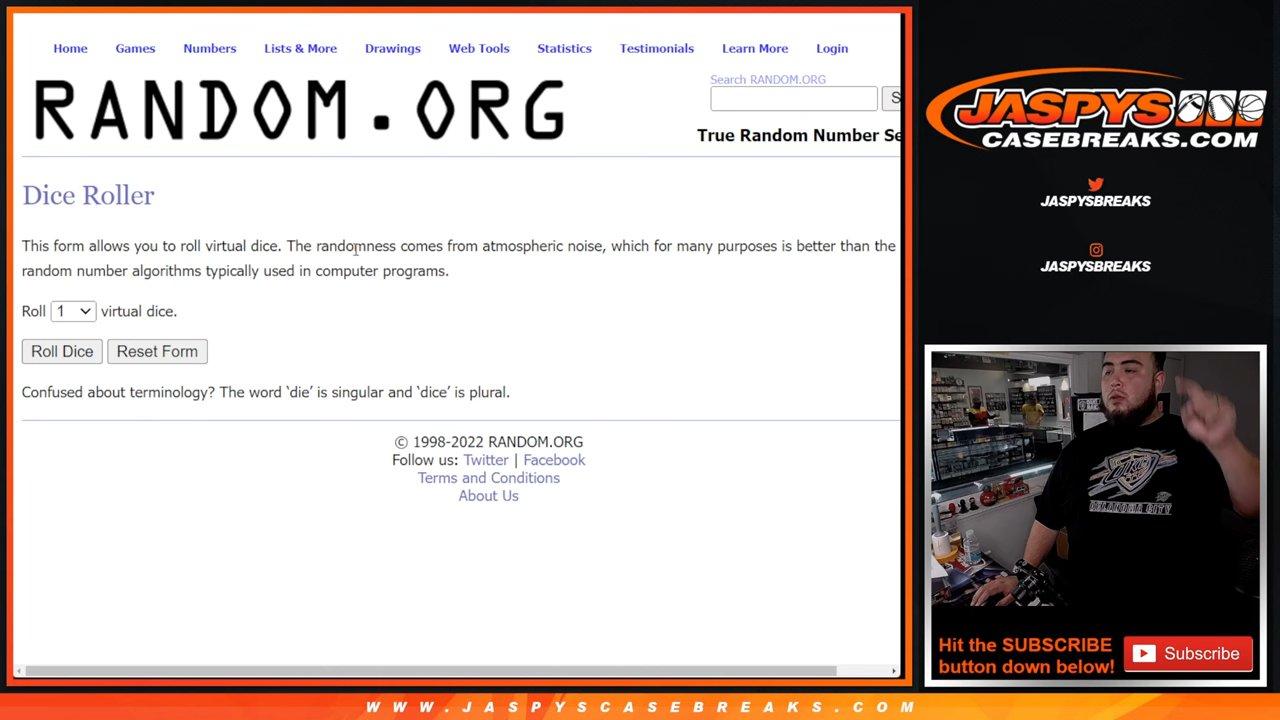 Home Games Numbers Lists & More Drawings Web Tools Statistics Testimonials Learn More Login
RANDOM.ORG
Search RANDOM.ORG
S
True Random Number Se
Dice Roller
This form allows you to roll virtual dice. The randomness comes from atmospheric noise, which for many purposes is better than the
random number algorithms typically used in computer programs.
Roll 1 virtual dice.
Roll Dice Reset Form
Confused about terminology? The word ‘die’ is singular and ‘dice’ is plural.
© 1998-2022 RANDOM.ORG
Follow us: Twitter | Facebook
Terms and Conditions
About Us
JASPYS
CASEBREAKS.COM
JASPYSBREAKS
JASPYSBREAKS
OKLAHOMA CITY
Hit the SUBSCRIBE
button down below!
Subscribe
WWW.JASPYSCASEBREAKS.COM